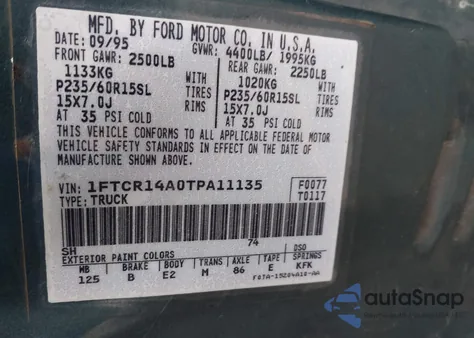 MFD. BY FORD MOTOR CO. IN U.S.A.
DATE: 09/95 GVWR: 4400LB/ 1995KG
FRONT GAWR: 2500LB REAR GAWR: 2250LB
1133KG WITH 1020KG WITH
P235/60R15SL TIRES P235/60R15SL TIRES
15X7.0J RIMS 15X7.0J RIMS
AT 35 PSI COLD AT 35 PSI COLD
THIS VEHICLE CONFORMS TO ALL APPLICABLE FEDERAL MOTOR
VEHICLE SAFETY STANDARDS IN EFFECT ON THE DATE OF
MANUFACTURE SHOWN ABOVE.
VIN: 1FTCR14A0TPA11135 F0077
TYPE: TRUCK T0117
SH 74
EXTERIOR PAINT COLORS DSO
WB BRAKE BODY TRANS AXLE TAPE SPRINGS
125 B E2 M 86 E KFK
autoSnap